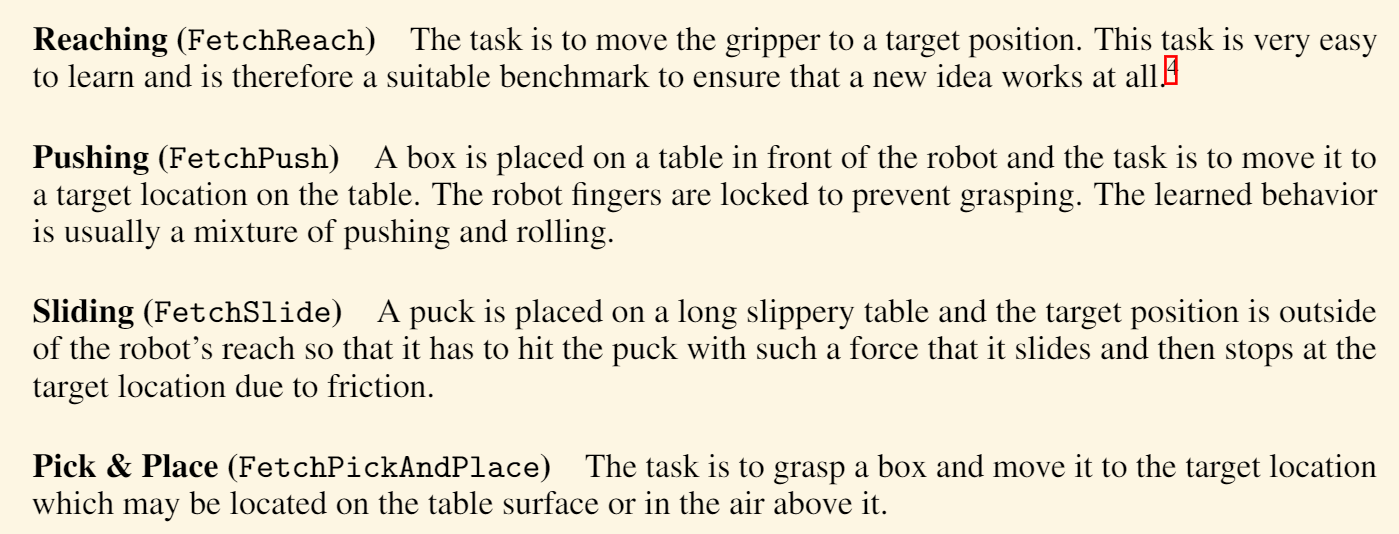 Reaching (FetchReach) The task is to move the gripper to a target position. This task is very easy
to learn and is therefore a suitable benchmark to ensure that a new idea works at all.4
Pushing (FetchPush) A box is placed on a table in front of the robot and the task is to move it to
a target location on the table. The robot fingers are locked to prevent grasping. The learned behavior
is usually a mixture of pushing and rolling.
Sliding (FetchSlide) A puck is placed on a long slippery table and the target position is outside
of the robot's reach so that it has to hit the puck with such a force that it slides and then stops at the
target location due to friction.
Pick & Place (FetchPickAndPlace) The task is to grasp a box and move it to the target location
which may be located on the table surface or in the air above it.